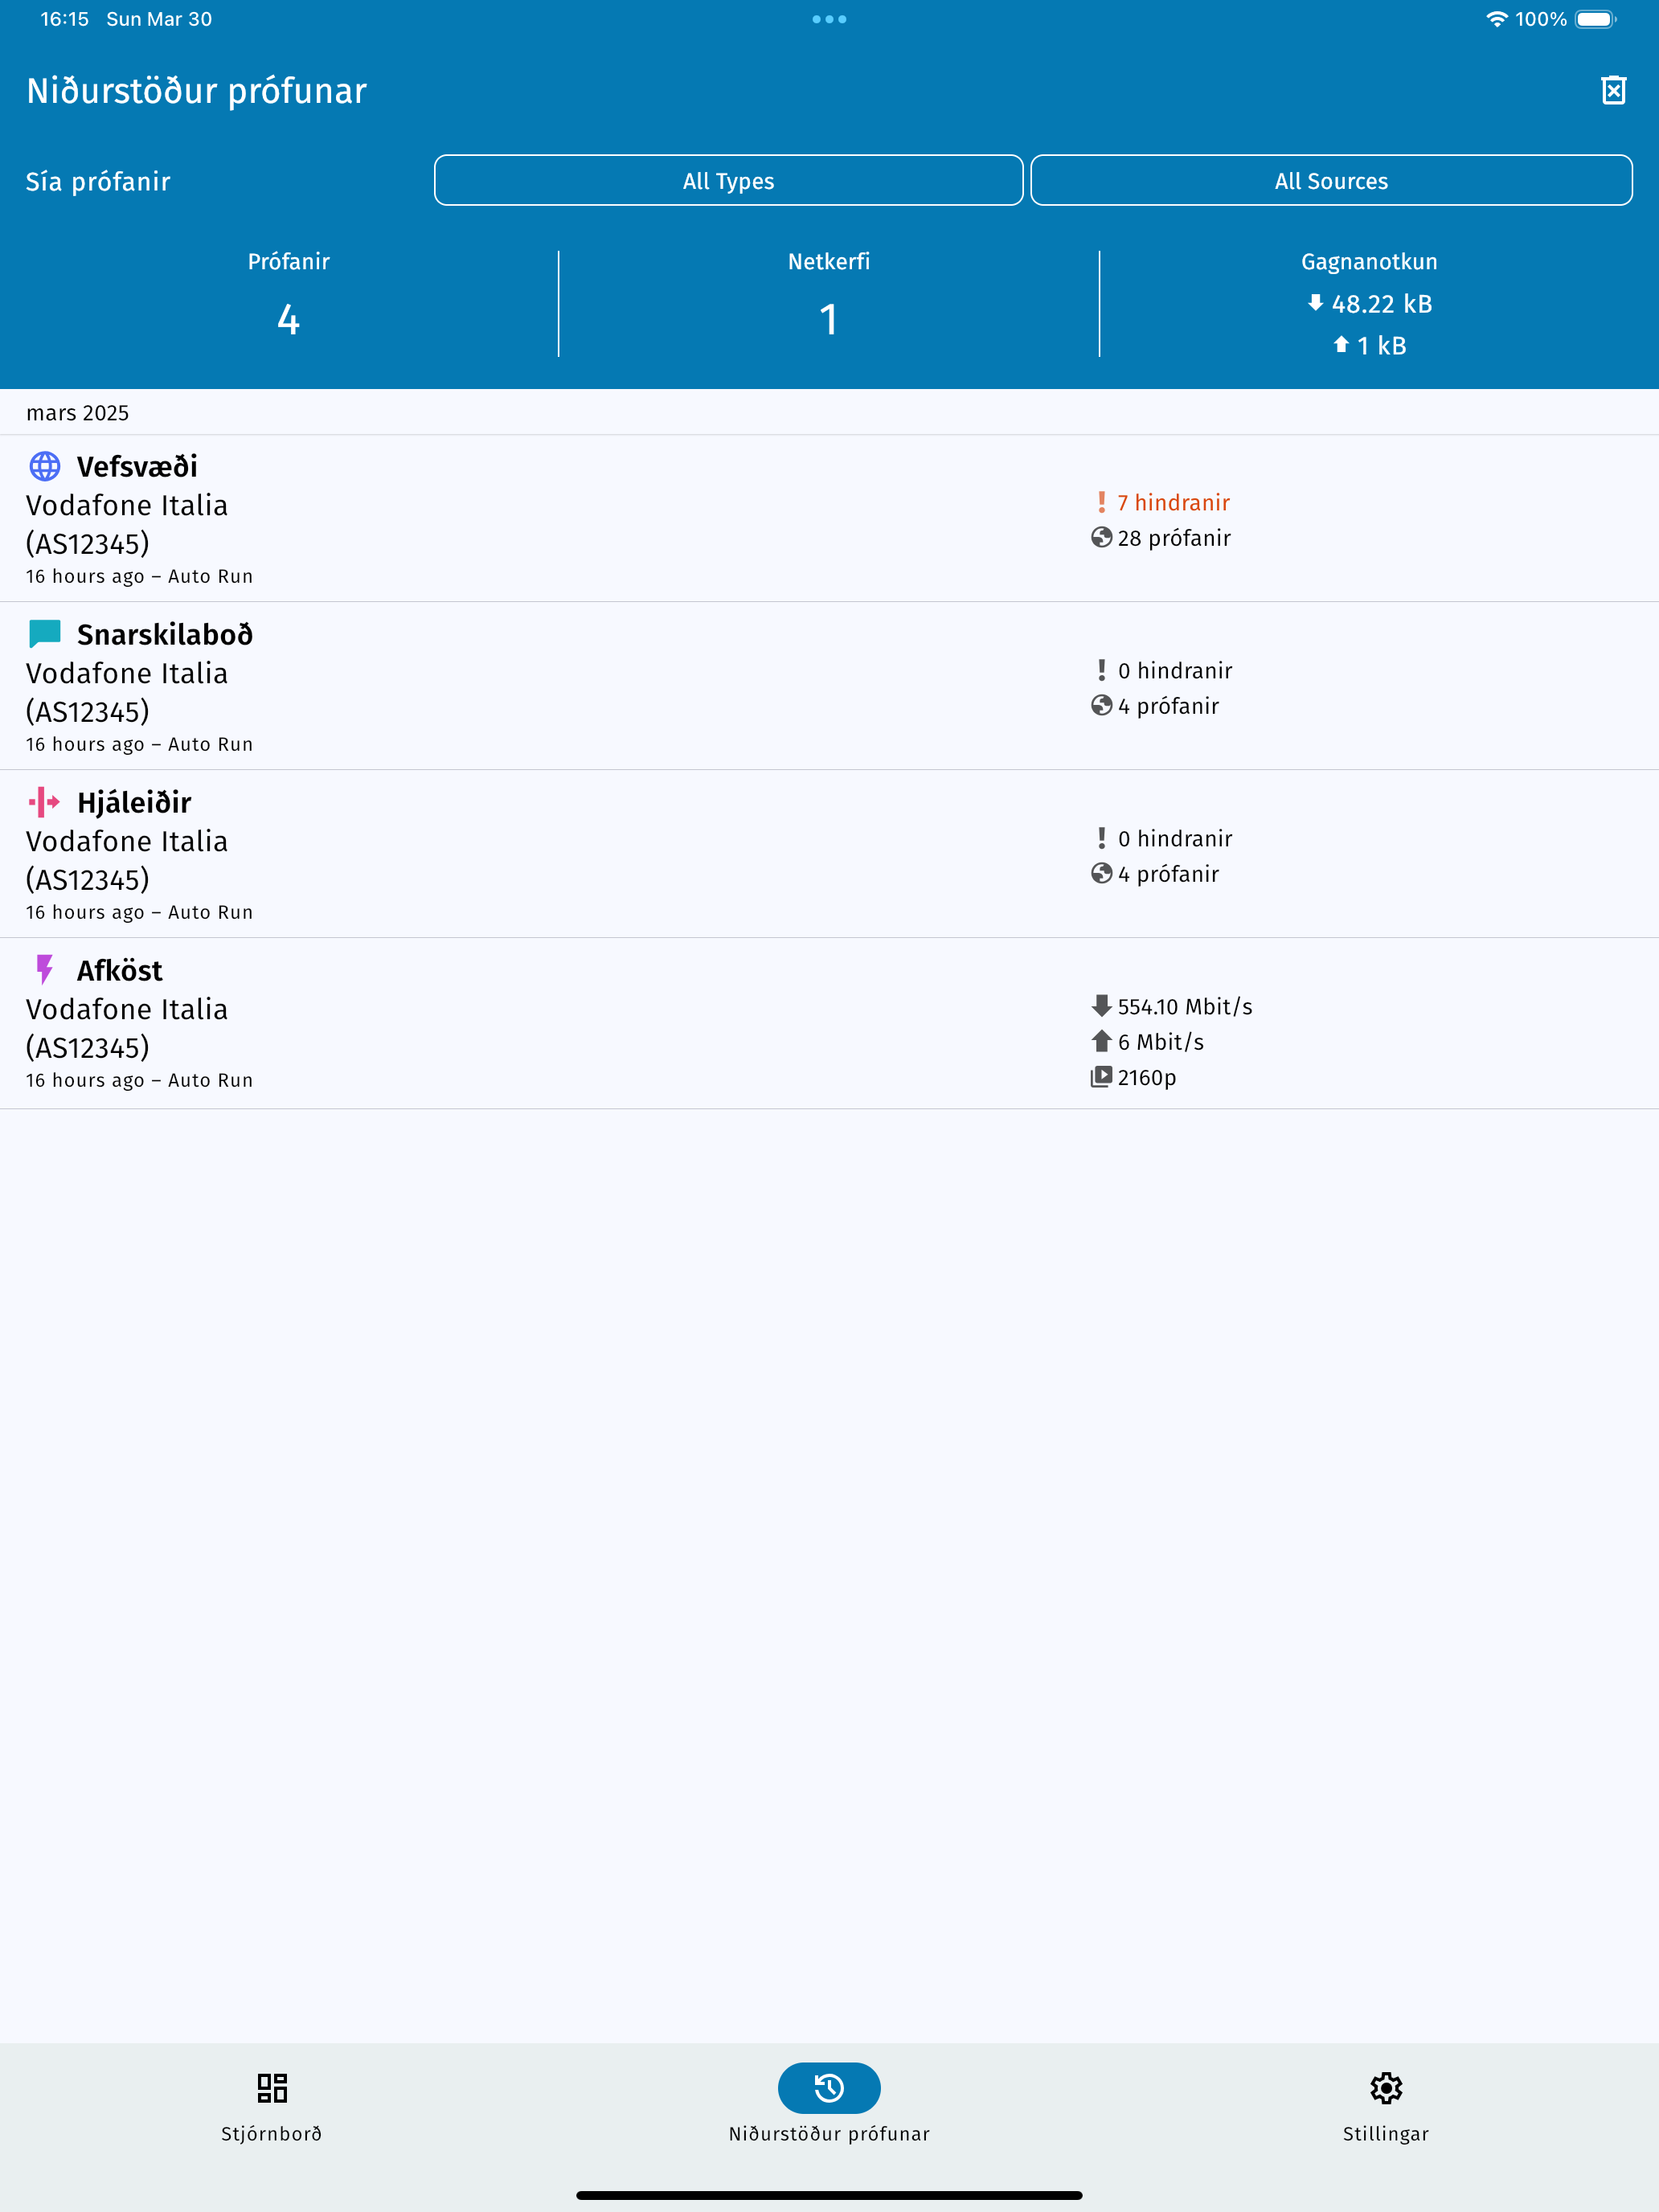 16:15 Sun Mar 30
100%
Niðurstöður prófunar
Sía prófanir
All Types
All Sources
Prófanir
4
Netkerfi
1
Gagnanotkun
48.22 kB
1 kB
mars 2025
Vefsvæði
Vodafone Italia
(AS12345)
16 hours ago – Auto Run
7 hindranir
28 prófanir
Snarskilaboð
Vodafone Italia
(AS12345)
16 hours ago – Auto Run
0 hindranir
4 prófanir
Hjáleiðir
Vodafone Italia
(AS12345)
16 hours ago – Auto Run
0 hindranir
4 prófanir
Afköst
Vodafone Italia
(AS12345)
16 hours ago – Auto Run
554.10 Mbit/s
6 Mbit/s
2160p
Stjórnborð
Niðurstöður prófunar
Stillingar